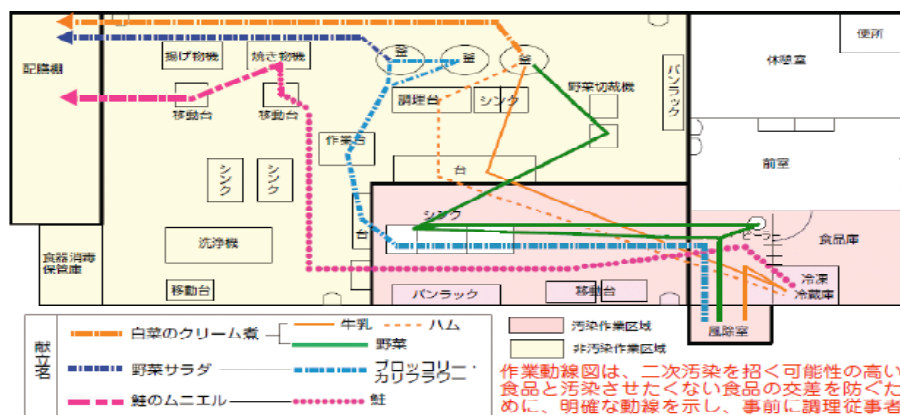 便所
休憩室
配膳棚
揚げ物機
焼き物機
釜
釜
釜
野菜切裁機
パンラック
調理台
シンク
移動台
移動台
作業台
前室
シンク
シンク
台
シンク
ピーラー
食品庫
台
洗浄機
食器消毒
保管庫
冷凍
冷蔵庫
移動台
パンラック
移動台
風除室
献立名
白菜のクリーム煮
牛乳
ハム
野菜
汚染作業区域
非汚染作業区域
野菜サラダ
ブロッコリー・
カリフラワー
鮭のムニエル
鮭
作業動線図は、二次汚染を招く可能性の高い
食品と汚染させたくない食品の交差を防ぐた
めに、明確な動線を示し、事前に調理従事者